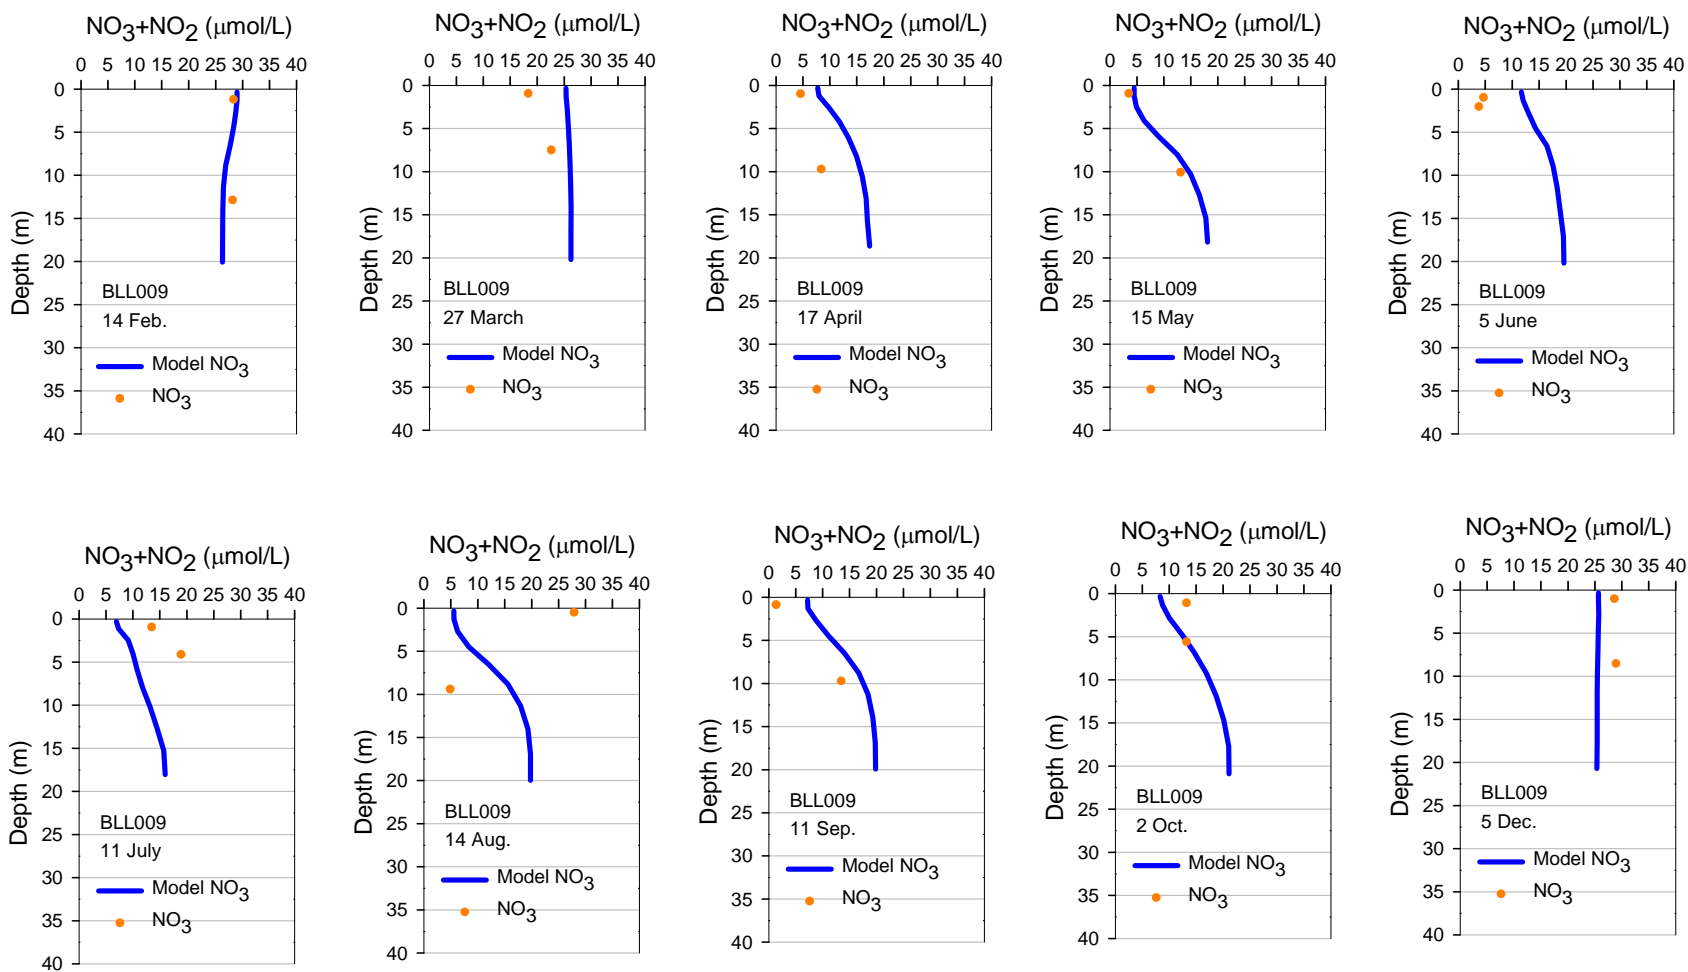 NO3+NO2 (μmol/L)
0 5 10 15 20 25 30 35 40
0
5
10
15
20
25
30
35
40
Depth (m)
BLL009
14 Feb.
Model NO3
NO3
NO3+NO2 (μmol/L)
0 5 10 15 20 25 30 35 40
0
5
10
15
20
25
30
35
40
Depth (m)
BLL009
27 March
Model NO3
NO3
NO3+NO2 (μmol/L)
0 5 10 15 20 25 30 35 40
0
5
10
15
20
25
30
35
40
Depth (m)
BLL009
17 April
Model NO3
NO3
NO3+NO2 (μmol/L)
0 5 10 15 20 25 30 35 40
0
5
10
15
20
25
30
35
40
Depth (m)
BLL009
15 May
Model NO3
NO3
NO3+NO2 (μmol/L)
0 5 10 15 20 25 30 35 40
0
5
10
15
20
25
30
35
40
Depth (m)
BLL009
5 June
Model NO3
NO3
NO3+NO2 (μmol/L)
0 5 10 15 20 25 30 35 40
0
5
10
15
20
25
30
35
40
Depth (m)
BLL009
11 July
Model NO3
NO3
NO3+NO2 (μmol/L)
0 5 10 15 20 25 30 35 40
0
5
10
15
20
25
30
35
40
Depth (m)
BLL009
14 Aug.
Model NO3
NO3
NO3+NO2 (μmol/L)
0 5 10 15 20 25 30 35 40
0
5
10
15
20
25
30
35
40
Depth (m)
BLL009
11 Sep.
Model NO3
NO3
NO3+NO2 (μmol/L)
0 5 10 15 20 25 30 35 40
0
5
10
15
20
25
30
35
40
Depth (m)
BLL009
2 Oct.
Model NO3
NO3
NO3+NO2 (μmol/L)
0 5 10 15 20 25 30 35 40
0
5
10
15
20
25
30
35
40
Depth (m)
BLL009
5 Dec.
Model NO3
NO3